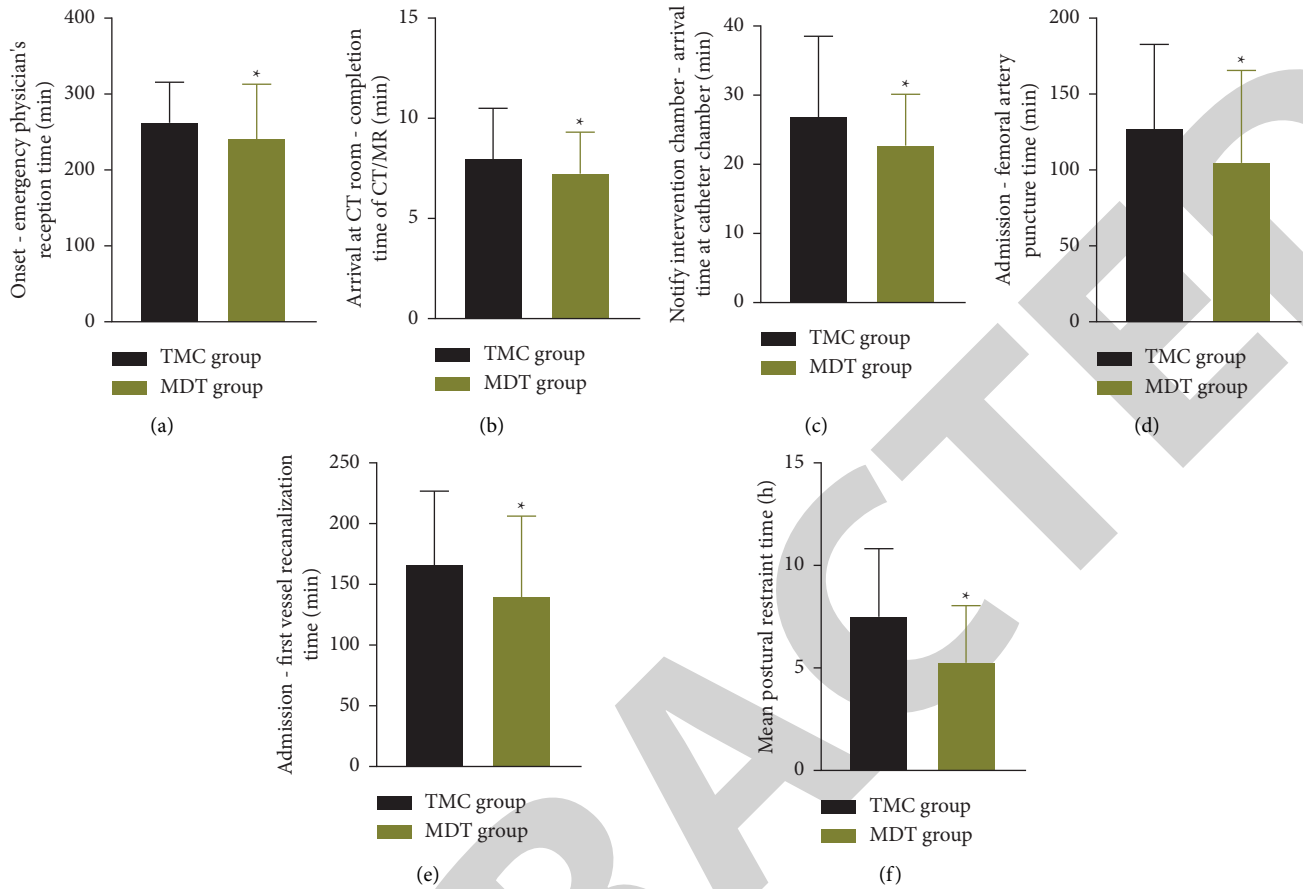 Onset - emergency physician's
reception time (min)
400
300
200
100
0
*
TMC group
MDT group
(a)
Arrival at CT room - completion
time of CT/MR (min)
15
10
5
0
*
TMC group
MDT group
(b)
Notify intervention chamber - arrival
time at catheter chamber (min)
40
30
20
10
0
*
TMC group
MDT group
(c)
Admission - femoral artery
puncture time (min)
200
150
100
50
0
*
TMC group
MDT group
(d)
Admission - first vessel recanalization
time (min)
250
200
150
100
50
0
*
TMC group
MDT group
(e)
Mean postural restraint time (h)
15
10
5
0
*
TMC group
MDT group
(f)